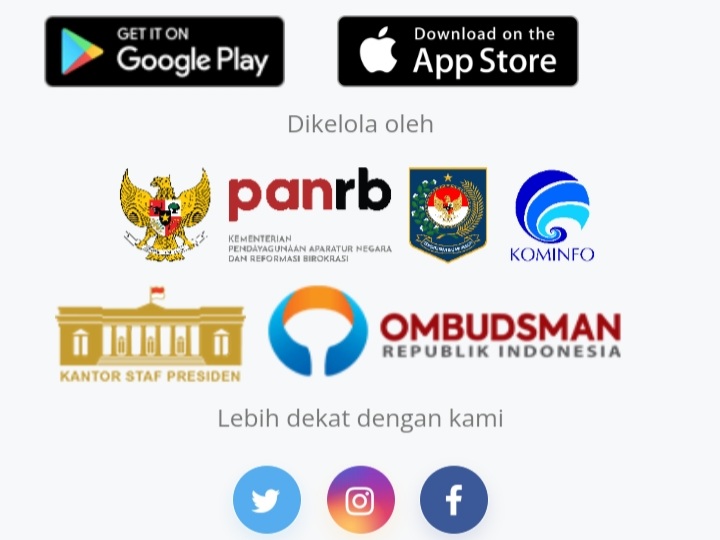 GET IT ON
Google Play
Download on the
App Store
Dikelola oleh
panrb
KEMENTERIAN
PENDAYAGUNAAN APARATUR NEGARA
DAN REFORMASI BIROKRASI
KOMINFO
KANTOR STAF PRESIDEN
OMBUDSMAN
REPUBLIK INDONESIA
Lebih dekat dengan kami